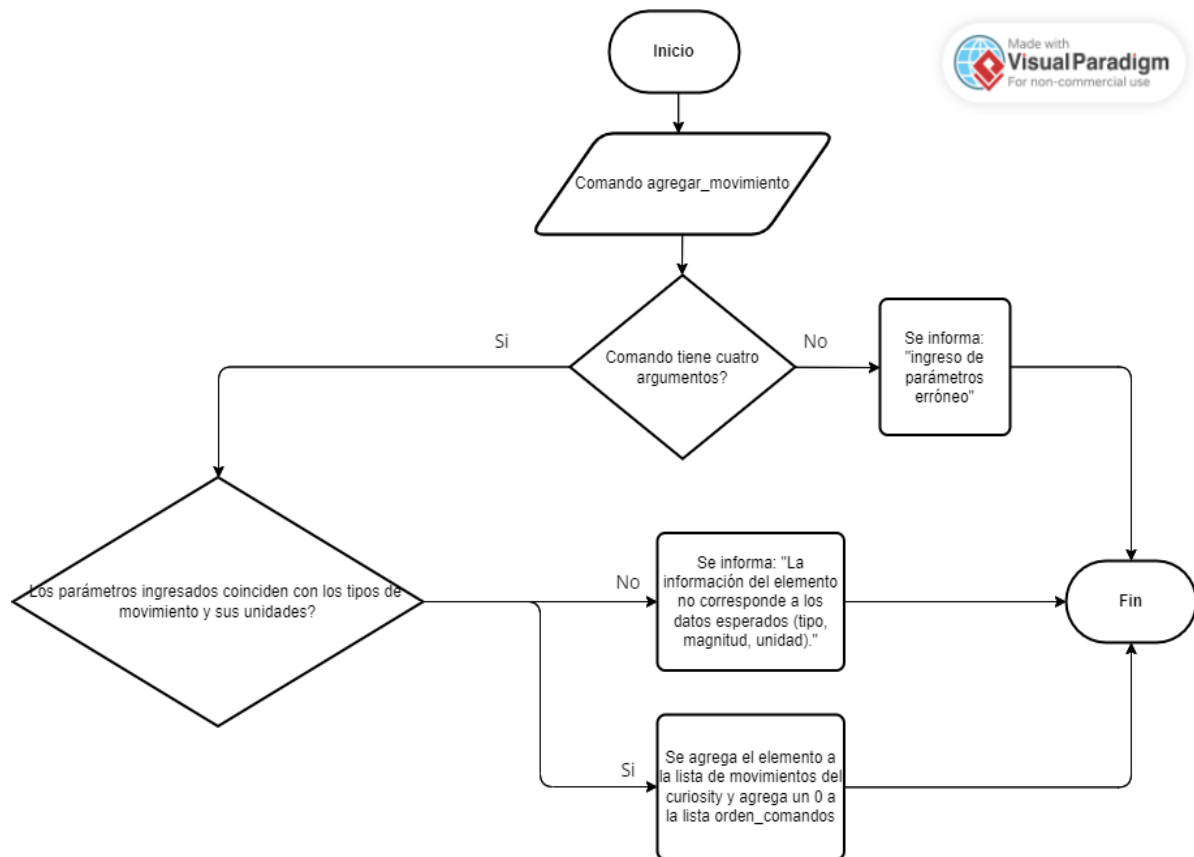 Inicio
Made with
Visual Paradigm
For non-commercial use
Comando agregar_movimiento
Si
Comando tiene cuatro
argumentos?
No
Se informa:
"ingreso de
parámetros
erróneo"
Los parámetros ingresados coinciden con los tipos de
movimiento y sus unidades?
No
Se informa: "La
información del elemento
no corresponde a los
datos esperados (tipo,
magnitud, unidad)."
Fin
Si
Se agrega el elemento a
la lista de movimientos del
curiosity y agrega un 0 a
la lista orden_comandos